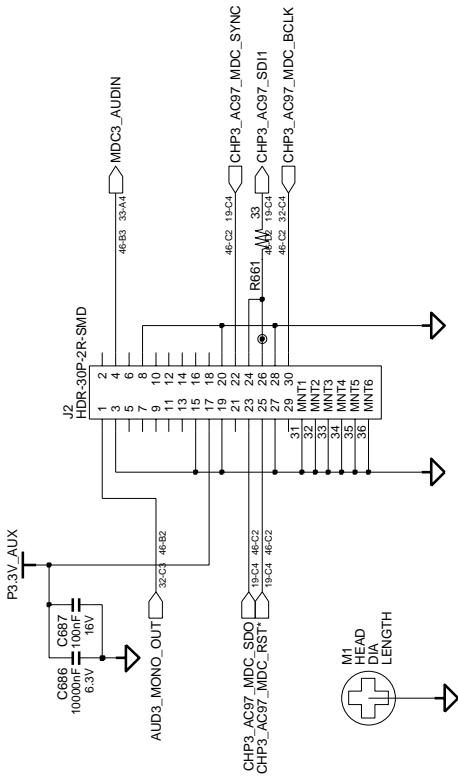 J2
HDR-30P-2R-SMD
P3.3V_AUX
C686
10000nF
6.3V
C687
100nF
16V
AUD3_MONO_OUT
32-C3 46-B2
CHP3_AC97_MDC_SDO
19-C4 46-C2
CHP3_AC97_MDC_RST*
19-C4 46-C2
1 2
3 4
5 6
7 8
9 10
11 12
13 14
15 16
17 18
19 20
21 22
23 24
25 26
27 28
29 30
31 MNT1
32 MNT2
33 MNT3
34 MNT4
35 MNT5
36 MNT6
46-B3 33-A4
MDC3_AUDIN
46-C2 19-C4
CHP3_AC97_MDC_SYNC
R661
33
46-C2 19-C4
CHP3_AC97_SDI1
46-C2 32-C4
CHP3_AC97_MDC_BCLK
M1
HEAD
DIA
LENGTH